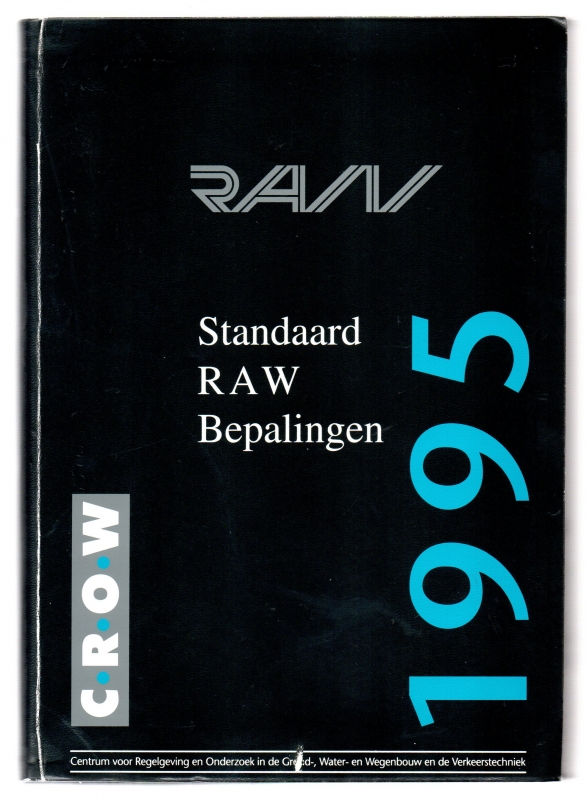 RAW
Standaard
RAW
Bepalingen
1995
C·R·O·W
Centrum voor Regelgeving en Onderzoek in de Grond-, Water- en Wegenbouw en de Verkeerstechniek